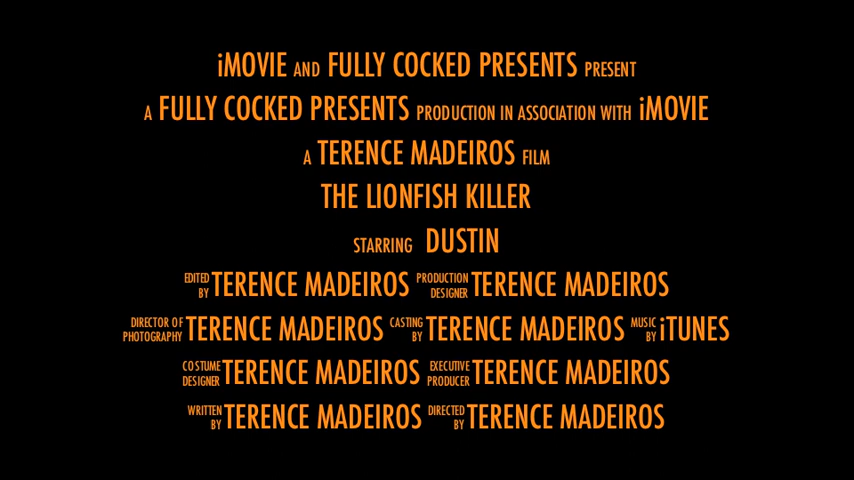 iMOVIE AND FULLY COCKED PRESENTS PRESENT
A FULLY COCKED PRESENTS PRODUCTION IN ASSOCIATION WITH iMOVIE
A TERENCE MADEIROS FILM
THE LIONFISH KILLER
STARRING DUSTIN
EDITED BY TERENCE MADEIROS PRODUCTION DESIGNER TERENCE MADEIROS
DIRECTOR OF PHOTOGRAPHY TERENCE MADEIROS CASTING BY TERENCE MADEIROS MUSIC BY iTUNES
COSTUME DESIGNER TERENCE MADEIROS EXECUTIVE PRODUCER TERENCE MADEIROS
WRITTEN BY TERENCE MADEIROS DIRECTED BY TERENCE MADEIROS